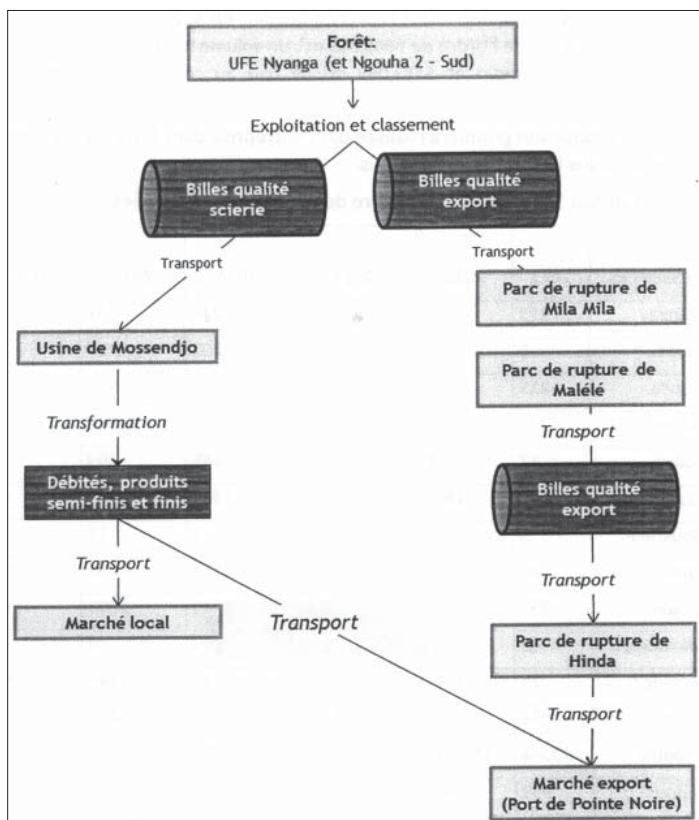 Forêt:
UFE Nyanga (et Ngouha 2 - Sud)
Exploitation et classement
Billes qualité
scierie
Billes qualité
export
Transport
Transport
Parc de rupture de
Mila Mila
Usine de Mossendjo
Parc de rupture de
Malélé
Transformation
Transport
Débités, produits
semi-finis et finis
Billes qualité
export
Transport
Transport
Marché local
Transport
Parc de rupture de
Hinda
Transport
Marché export
(Port de Pointe Noire)